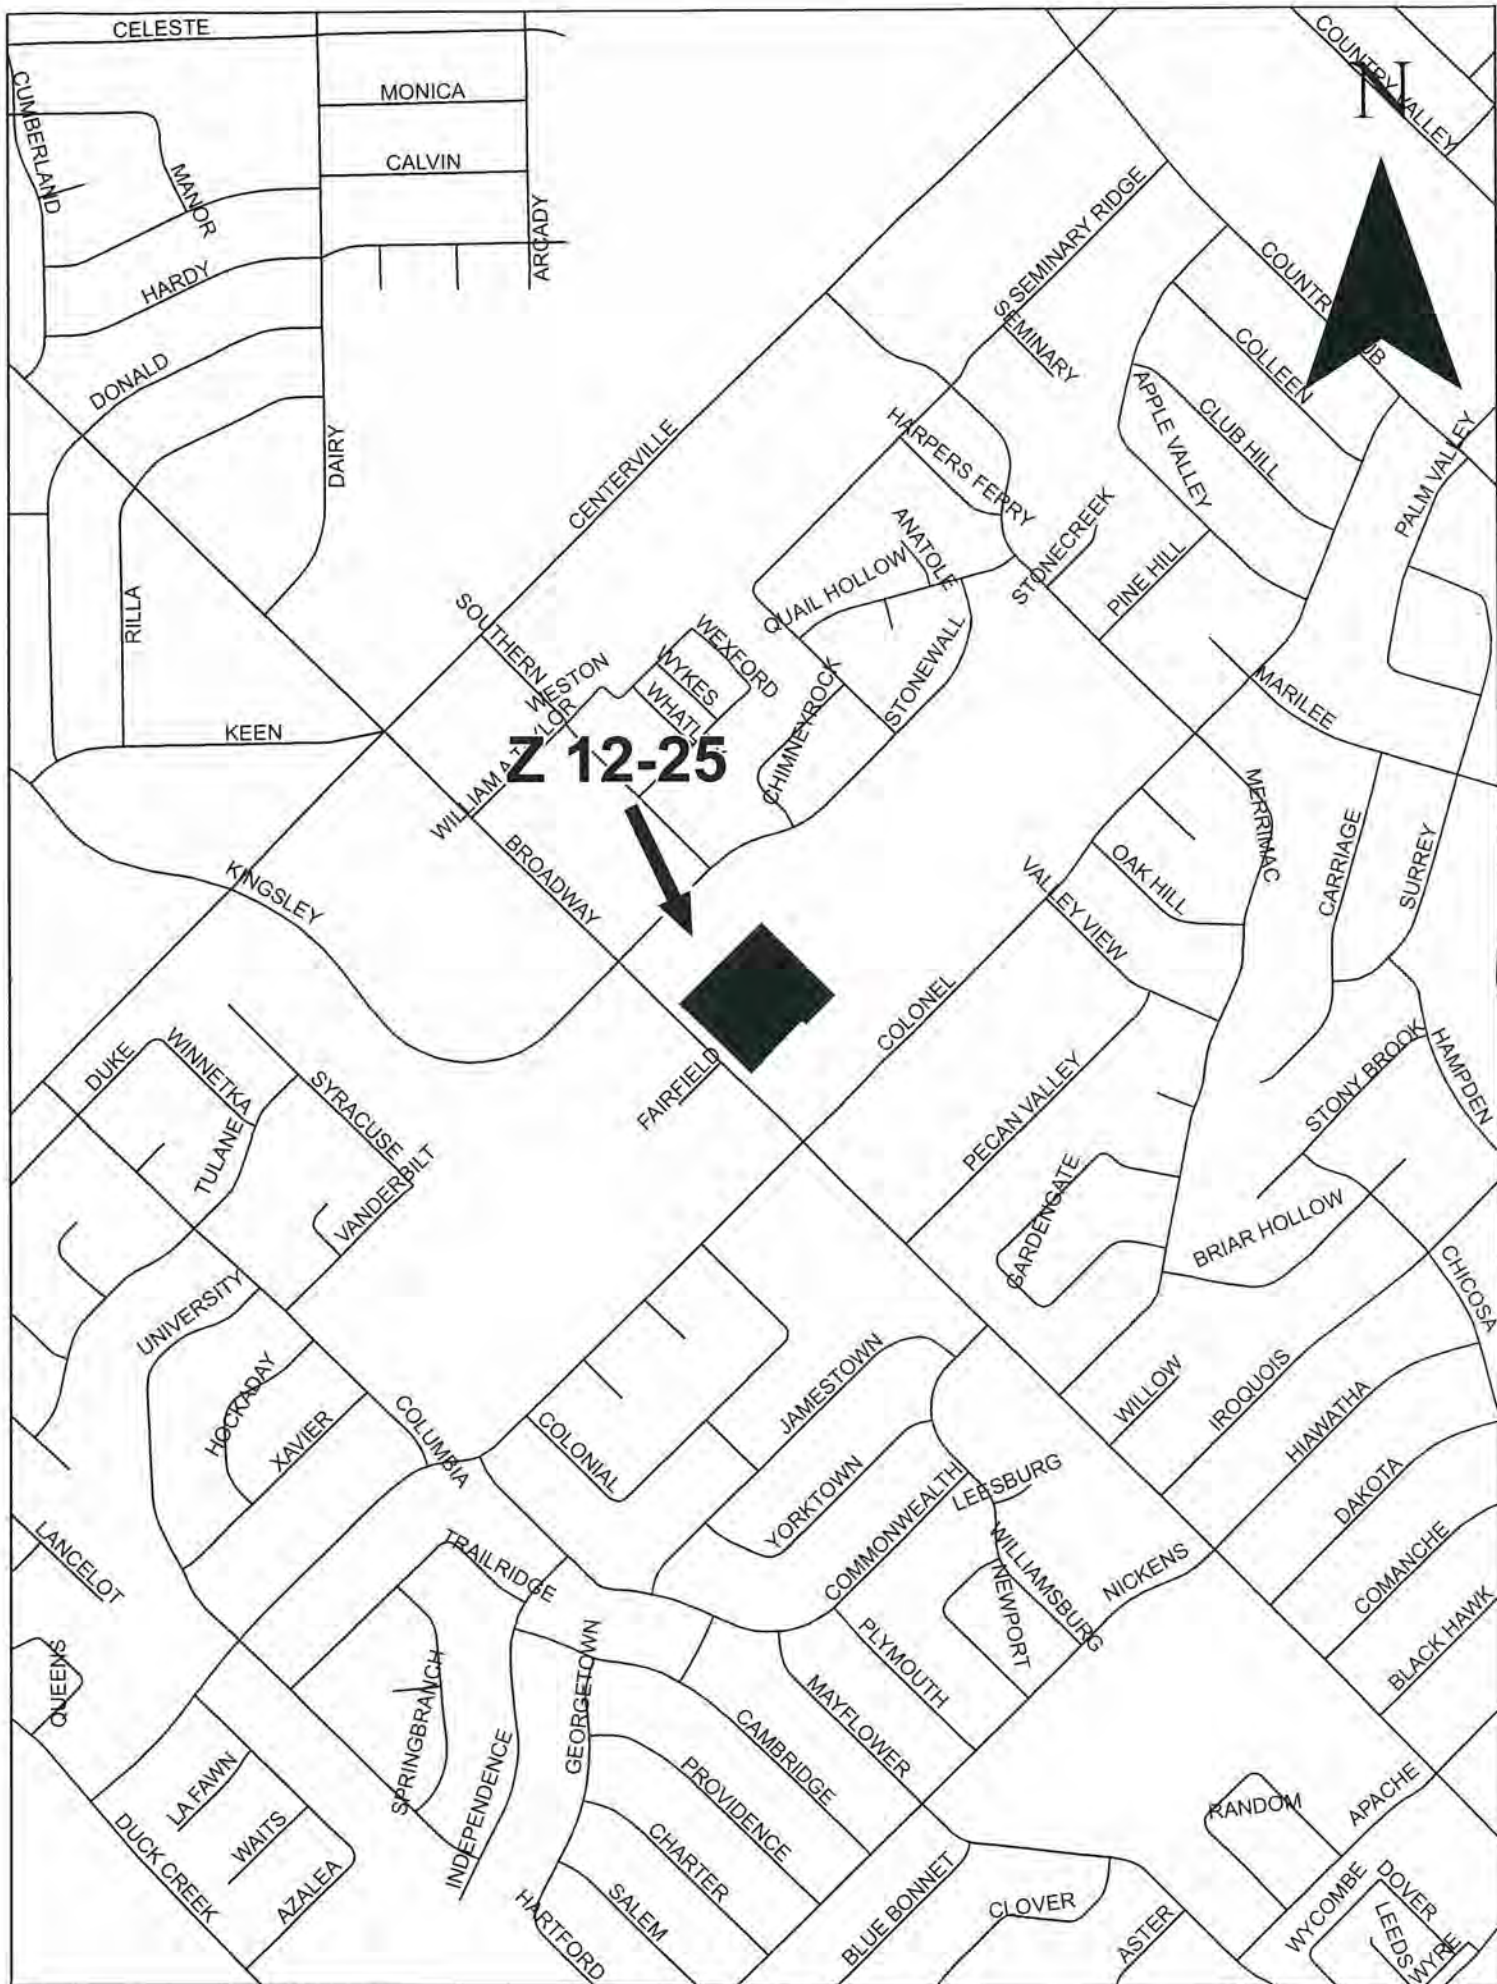 CELESTE
COUNTRY VALLEY
N
MONICA
CUMBERLAND
CALVIN
MANOR
ARCADY
S SEMINARY RIDGE
HARDY
SEMINARY
COLLEEN
DONALD
APPLE VALLEY
CLUB HILL
HARPERS FERRY
PALM VALLEY
DAIRY
CENTERVILLE
ANATOLE
STONECREEK
QUAIL HOLLOW
PINE HILL
RILLA
SOUTHERN
WESTON
WEXFORD
WYKES
STONEWALL
MARILEE
KEEN
CHIMNEYROCK
Z 12-25
MERRIMAC
CARRIAGE
SURREY
BROADWAY
OAK HILL
VALLEY VIEW
KINGSLEY
COLONEL
DUKE
WINNETKA
SYRACUSE
FAIRFIELD
TULANE
PECAN VALLEY
STONY BROOK
HAMPDEN
VANDERBILT
GARDENGATE
BRIAR HOLLOW
CHICOSA
UNIVERSITY
HOCKADAY
XAVIER
COLUMBIA
COLONIAL
JAMESTOWN
WILLOW
IROQUOIS
HIAWATHA
YORKTOWN
COMMONWEALTH
LEESBURG
DAKOTA
LANCELOT
TRAILRIDGE
WILLIAMSBURG
NEWPORT
NICKENS
COMANCHE
BLACK HAWK
QUEENS
SPRINGBRANCH
GEORGETOWN
PLYMOUTH
MAYFLOWER
CAMBRIDGE
INDEPENDENCE
PROVIDENCE
LA FAWN
WAITS
DUCK CREEK
AZALEA
CHARTER
SALEM
HARTFORD
RANDOM
APACHE
BLUE BONNET
CLOVER
ASTER
WYCOMBE
DOVER
LEEDS
WYRE